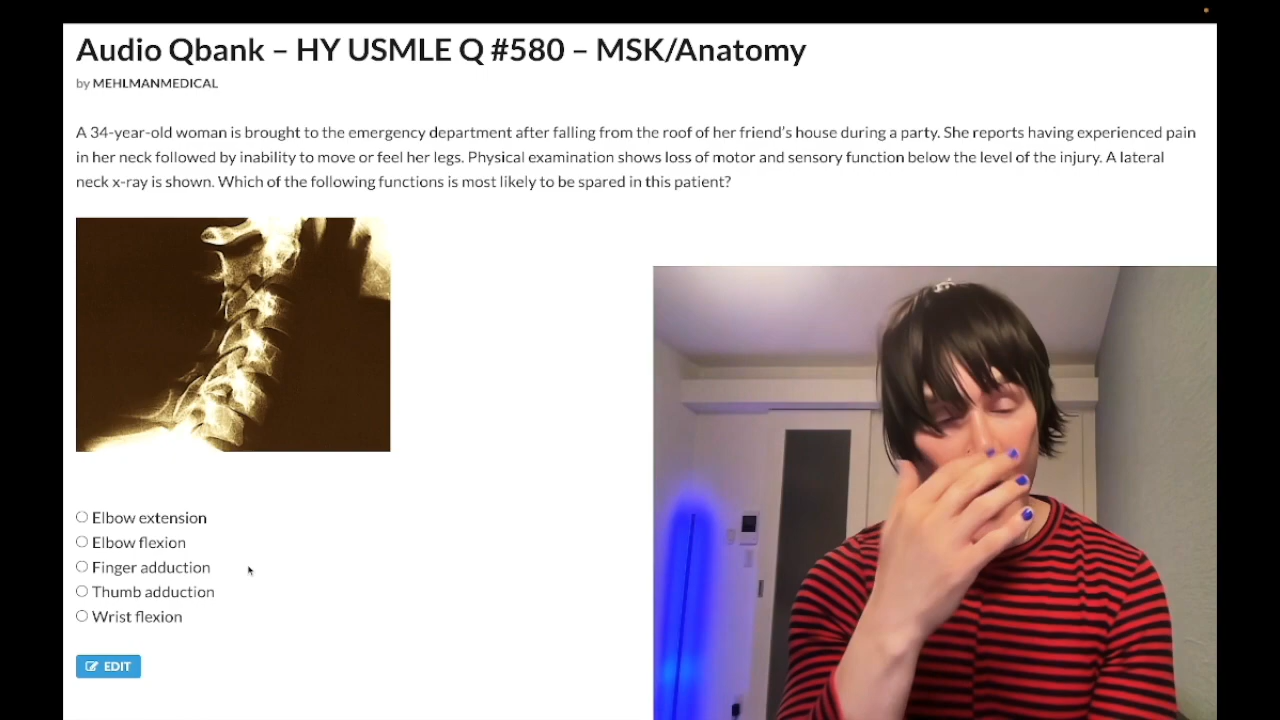 Audio Qbank – HY USMLE Q #580 – MSK/Anatomy
by MEHLMANMEDICAL
A 34-year-old woman is brought to the emergency department after falling from the roof of her friend's house during a party. She reports having experienced pain
in her neck followed by inability to move or feel her legs. Physical examination shows loss of motor and sensory function below the level of the injury. A lateral
neck x-ray is shown. Which of the following functions is most likely to be spared in this patient?
Elbow extension
Elbow flexion
Finger adduction
Thumb adduction
Wrist flexion
EDIT